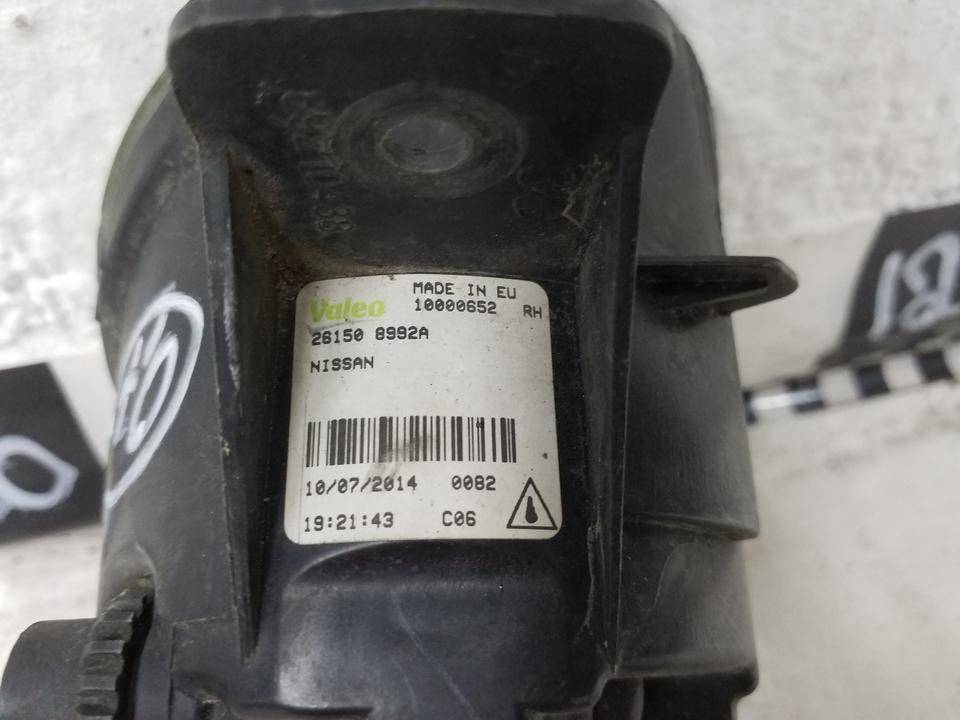 Valeo MADE IN EU
10000652 RH
26150 8992A
NISSAN
10/07/2014 0082
19:21:43 C06